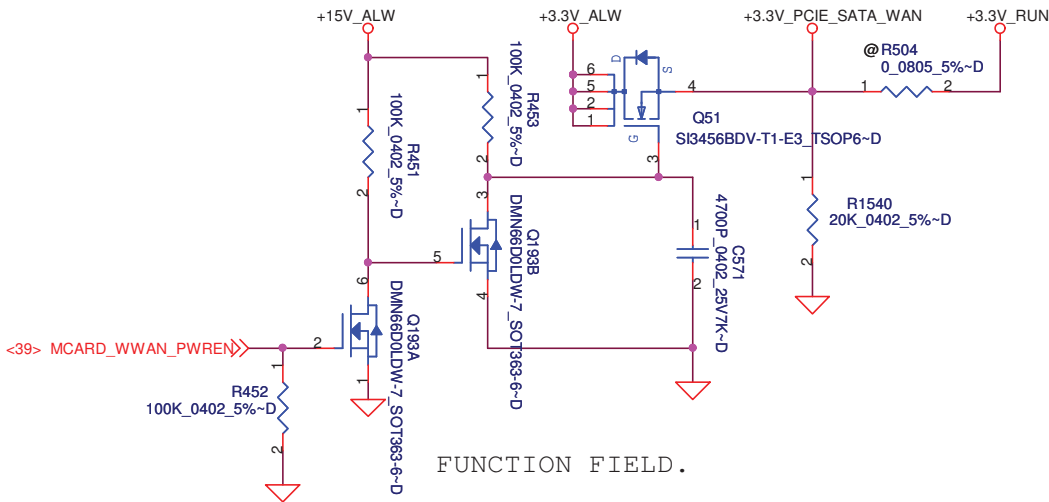 +15V_ALW
+3.3V_ALW
+3.3V_PCIE_SATA_WAN
+3.3V_RUN
@R504
0_0805_5%~D
1
2
R453
100K_0402_5%~D
1
2
D
S
G
6
5
2
1
4
3
Q51
SI3456BDV-T1-E3_TSOP6~D
R451
100K_0402_5%~D
1
2
R1540
20K_0402_5%~D
1
2
C571
4700P_0402_25V7K~D
1
2
Q193B
DMN66D0LDW-7_SOT363-6~D
3
5
4
Q193A
DMN66D0LDW-7_SOT363-6~D
6
2
1
<39> MCARD_WWAN_PWREN
R452
100K_0402_5%~D
1
2
FUNCTION FIELD.